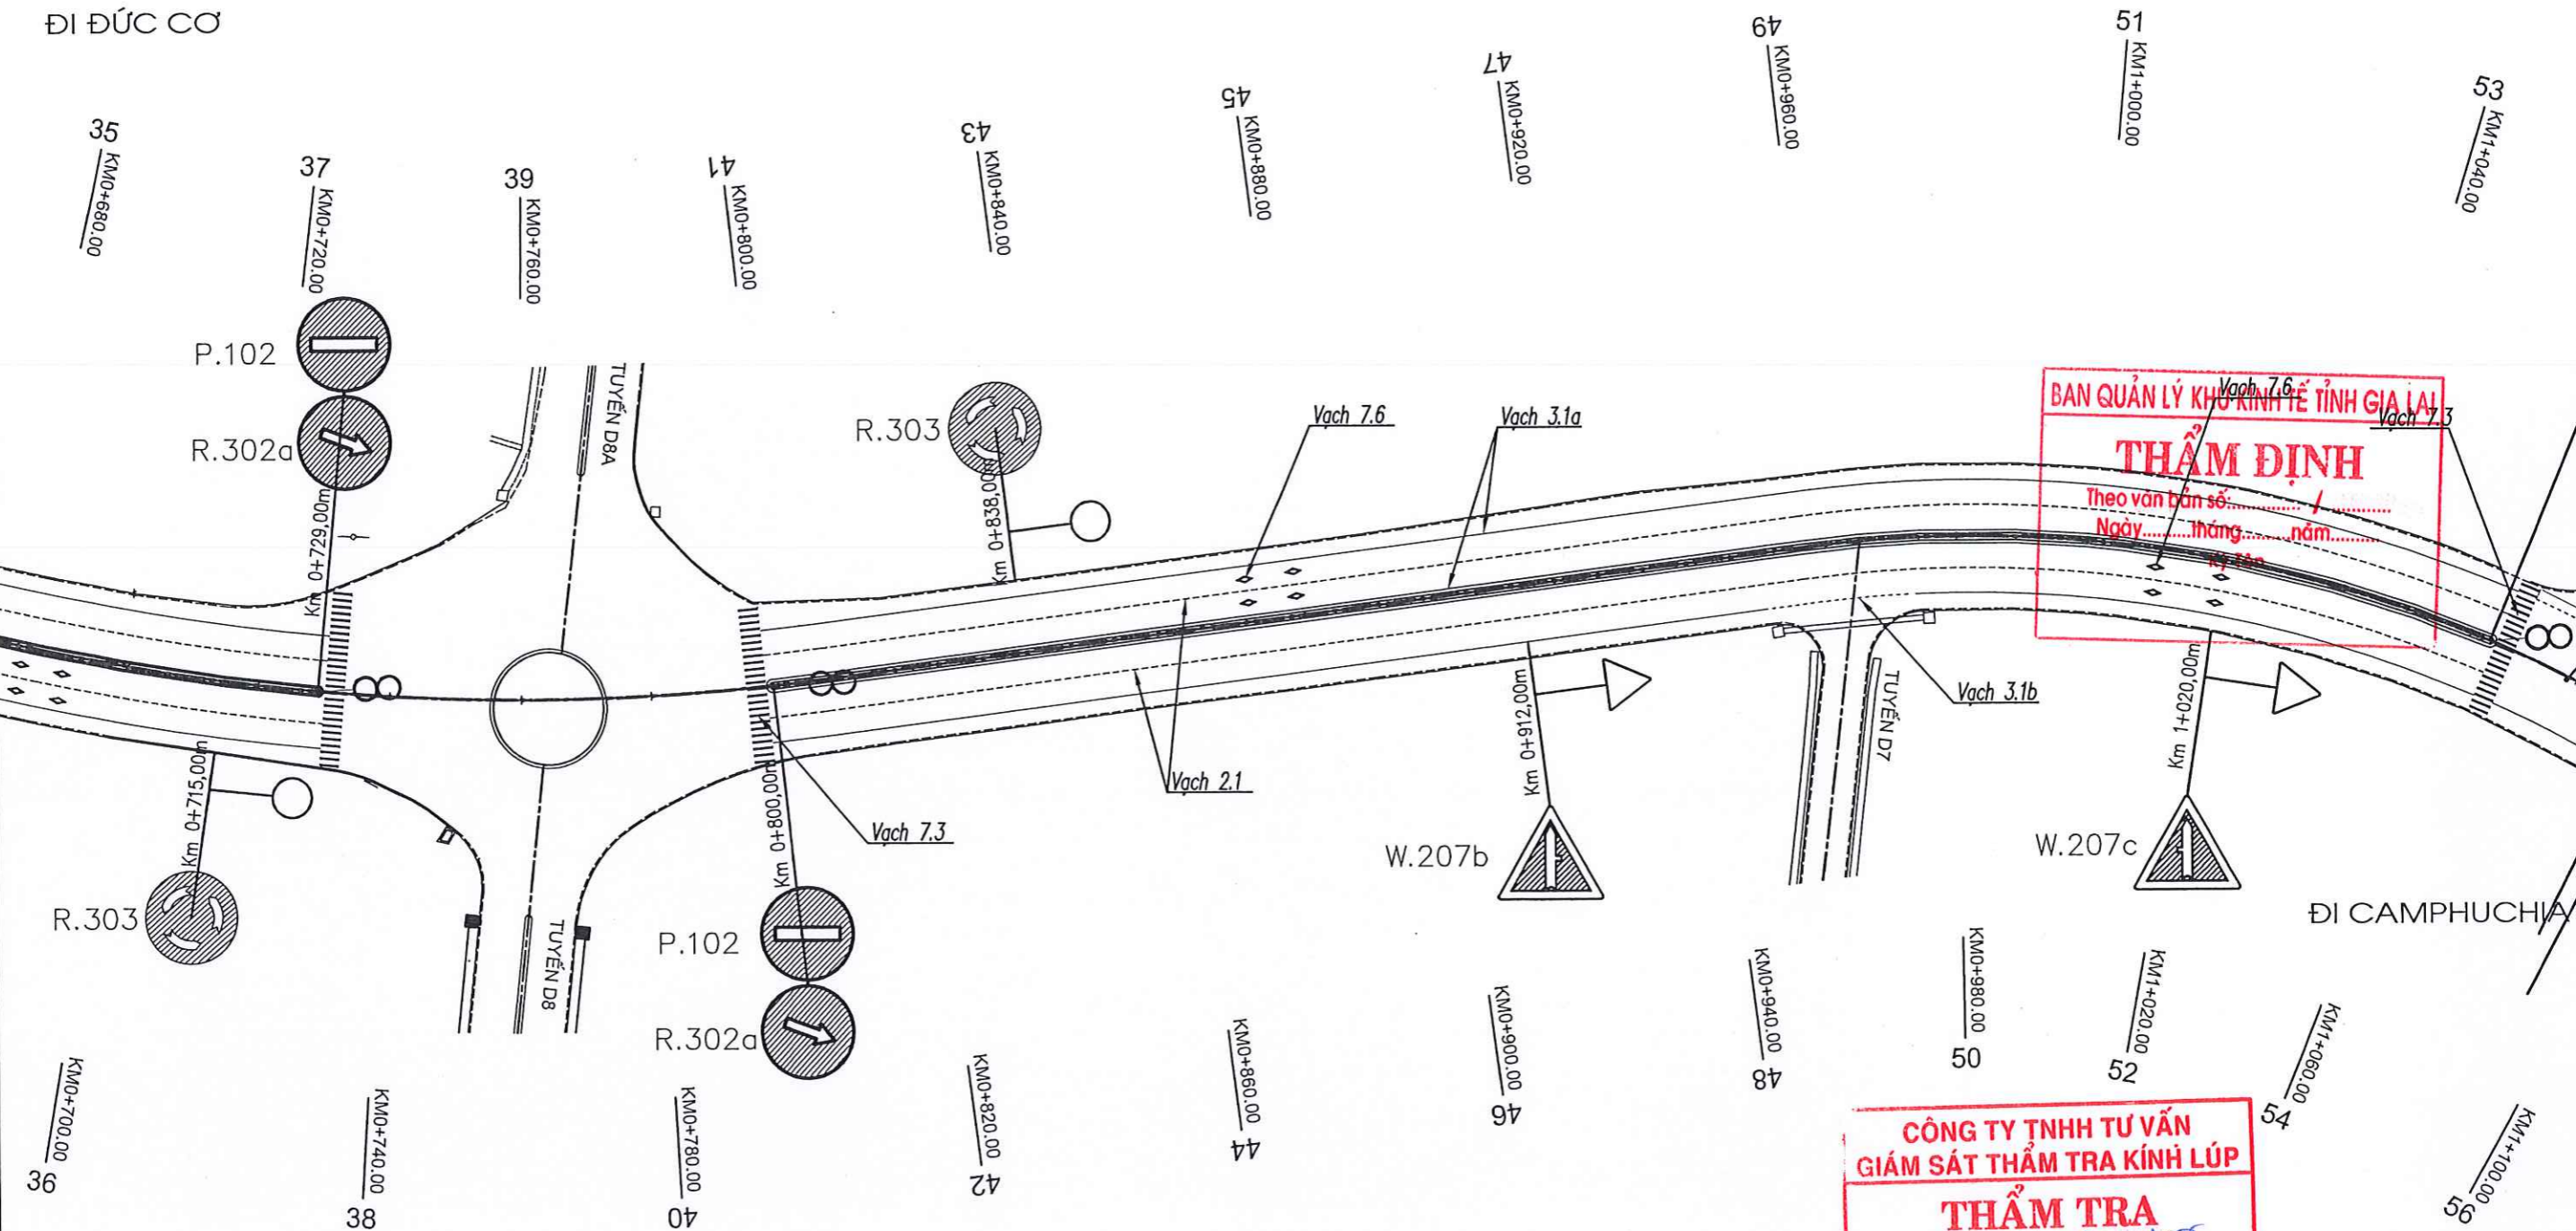 ĐI ĐỨC CƠ
35
KM0+680.00
37
KM0+720.00
39
KM0+760.00
41
KM0+800.00
43
KM0+840.00
45
KM0+880.00
47
KM0+920.00
49
KM0+960.00
51
KM1+000.00
53
KM1+040.00
P.102
R.302a
Km 0+729,00m
TUYẾN D8A
R.303
Km 0+838,00m
Vạch 7.6
Vạch 3.1a
BAN QUẢN LÝ KHU KINH TẾ TỈNH GIA LAI
Vạch 7.6
Vạch 7.3
THẨM ĐỊNH
Theo văn bản số:............/............
Ngày.........tháng.........năm.........
Ký Tên
Km 0+715,00m
R.303
TUYẾN D8
Vạch 7.3
Km 0+800,00m
P.102
R.302a
Vạch 2.1
Km 0+912,00m
W.207b
TUYẾN D7
Vạch 3.1b
Km 1+020,00m
W.207c
ĐI CAMPHUCHIA
KM0+700.00
36
KM0+740.00
38
KM0+780.00
40
KM0+820.00
42
KM0+860.00
44
KM0+900.00
46
KM0+940.00
48
KM0+980.00
50
KM1+020.00
52
KM1+060.00
54
KM1+100.00
56
CÔNG TY TNHH TƯ VẤN
GIÁM SÁT THẨM TRA KÍNH LÚP
THẨM TRA